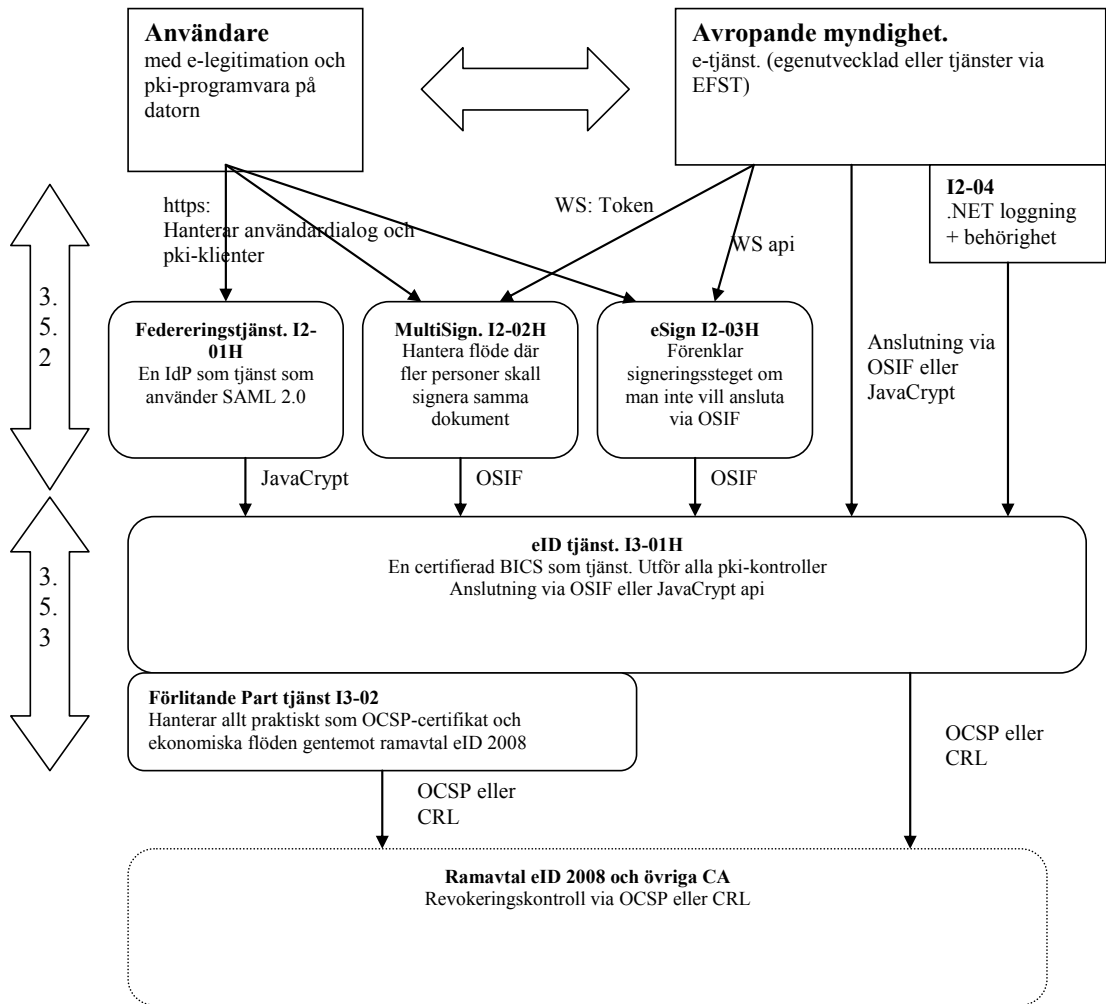 Användare
med e-legitimation och
pki-programvara på
datorn
Avropande myndighet.
e-tjänst. (egenutvecklad eller tjänster via
EFST)
I2-04
.NET loggning
+ behörighet
https:
Hanterar användardialog och
pki-klienter
WS: Token
WS api
3.
5.
2
Federeringstjänst. I2-
01H
En IdP som tjänst som
använder SAML 2.0
MultiSign. I2-02H
Hantera flöde där
fler personer skall
signera samma
dokument
eSign I2-03H
Förenklar
signeringssteget om
man inte vill ansluta
via OSIF
Anslutning via
OSIF eller
JavaCrypt
JavaCrypt
OSIF
OSIF
3.
5.
3
eID tjänst. I3-01H
En certifierad BICS som tjänst. Utför alla pki-kontroller
Anslutning via OSIF eller JavaCrypt api
Förlitande Part tjänst I3-02
Hanterar allt praktiskt som OCSP-certifikat och
ekonomiska flöden gentemot ramavtal eID 2008
OCSP eller
CRL
OCSP eller
CRL
Ramavtal eID 2008 och övriga CA
Revokeringskontroll via OCSP eller CRL